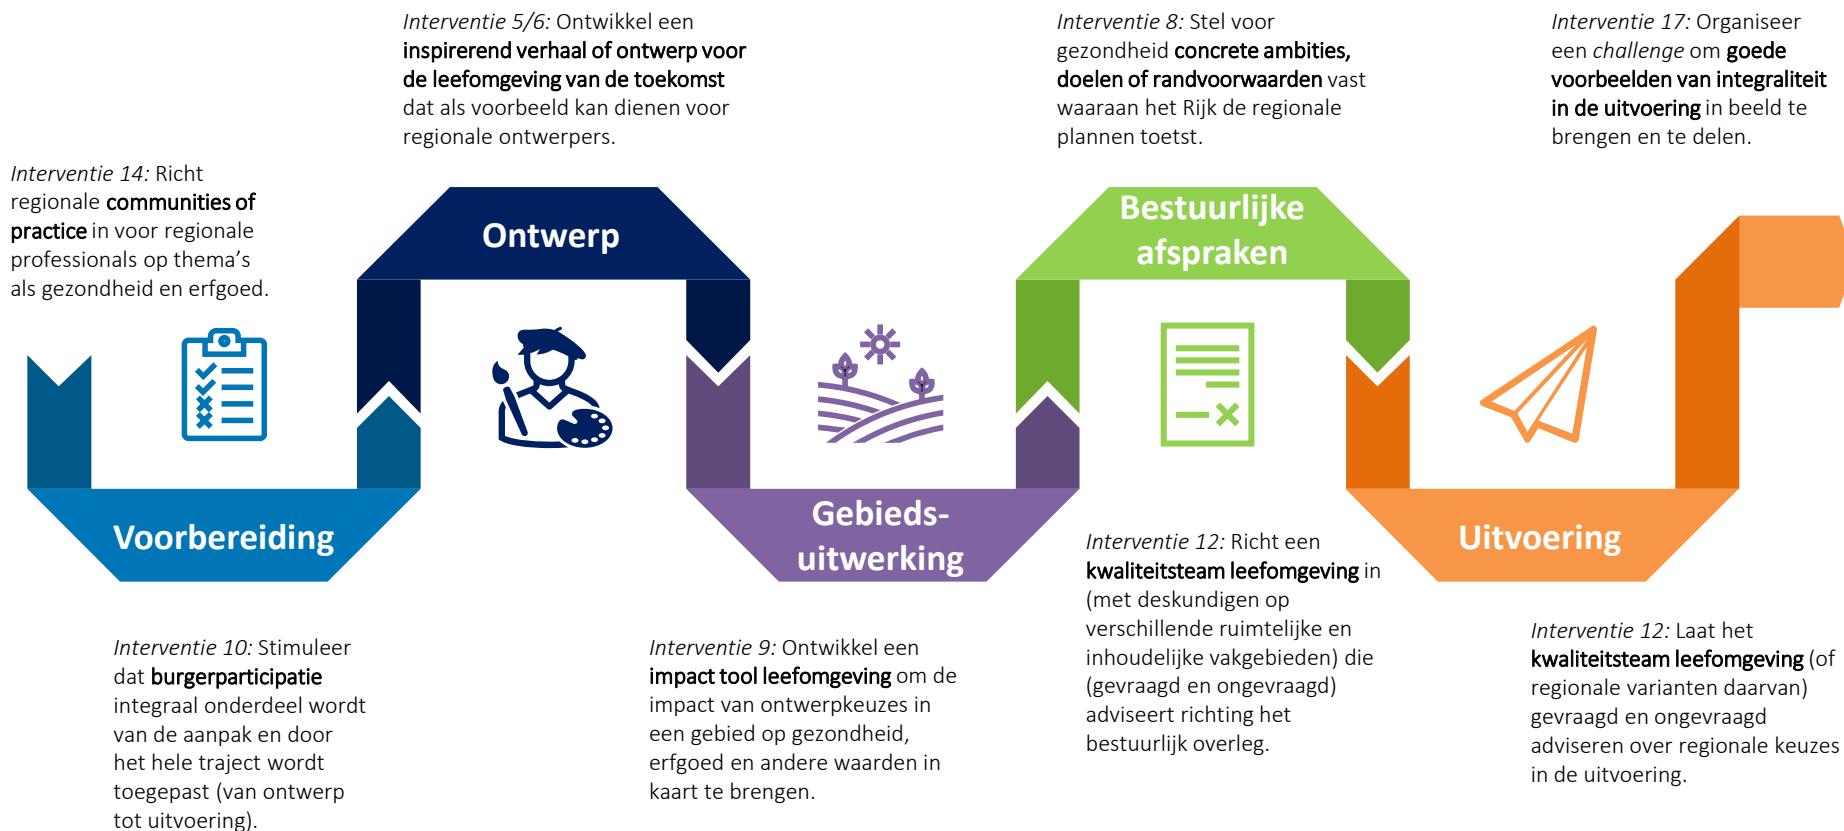 Interventie 5/6: Ontwikkel een
inspirerend verhaal of ontwerp voor
de leefomgeving van de toekomst
dat als voorbeeld kan dienen voor
regionale ontwerpers.
Interventie 8: Stel voor
gezondheid concrete ambities,
doelen of randvoorwaarden vast
waaraan het Rijk de regionale
plannen toetst.
Interventie 17: Organiseer
een challenge om goede
voorbeelden van integraliteit
in de uitvoering in beeld te
brengen en te delen.
Interventie 14: Richt
regionale communities of
practice in voor regionale
professionals op thema's
als gezondheid en erfgoed.
Ontwerp
Bestuurlijke
afspraken
Voorbereiding
Gebieds-
uitwerking
Uitvoering
Interventie 10: Stimuleer
dat burgerparticipatie
integraal onderdeel wordt
van de aanpak en door
het hele traject wordt
toegepast (van ontwerp
tot uitvoering).
Interventie 9: Ontwikkel een
impact tool leefomgeving om de
impact van ontwerpkeuzes in
een gebied op gezondheid,
erfgoed en andere waarden in
kaart te brengen.
Interventie 12: Richt een
kwaliteitsteam leefomgeving in
(met deskundigen op
verschillende ruimtelijke en
inhoudelijke vakgebieden) die
(gevraagd en ongevraagd)
adviseert richting het
bestuurlijk overleg.
Interventie 12: Laat het
kwaliteitsteam leefomgeving (of
regionale varianten daarvan)
gevraagd en ongevraagd
adviseren over regionale keuzes
in de uitvoering.